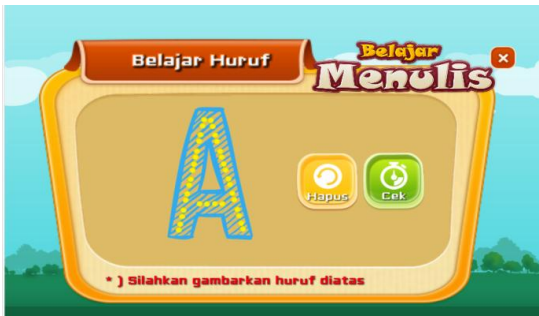 Belajar Huruf
Belajar
Menulis
A
Hapus
Cek
* ) Silahkan gambarkan huruf diatas